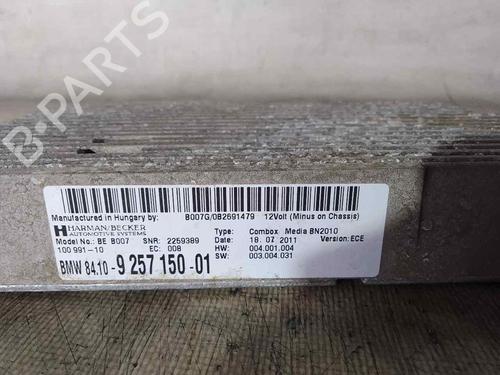 B-PARTS
Manufactured in Hungary by: B007G/0B2691479 12Volt (Minus on Chassis)
HARMAN/BECKER
AUTOMOTIVE SYSTEMS
Type: Combox Media BN2010
Model No.: BE B007 SNR: 2259389 Date: 18. 07 2011 Version: ECE
100 991-10 EC: 008 HW: 004.001.004
SW: 003.004.031
BMW 84.10- 9 257 150 -01